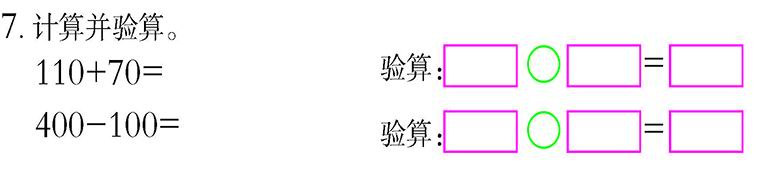 7. 计算并验算。
110+70= 验算: = 
400-100= 验算: =